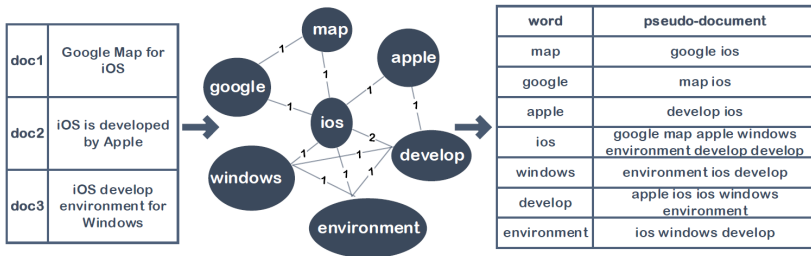 doc1
Google Map for
iOS
doc2
iOS is developed
by Apple
doc3
iOS develop
environment for
Windows
map
apple
google
ios
develop
windows
environment
1
1
1
1
1
2
1
1
1
1
1
word
pseudo-document
map
google ios
google
map ios
apple
develop ios
ios
google map apple windows
environment develop develop
windows
environment ios develop
develop
apple ios ios windows
environment
environment
ios windows develop